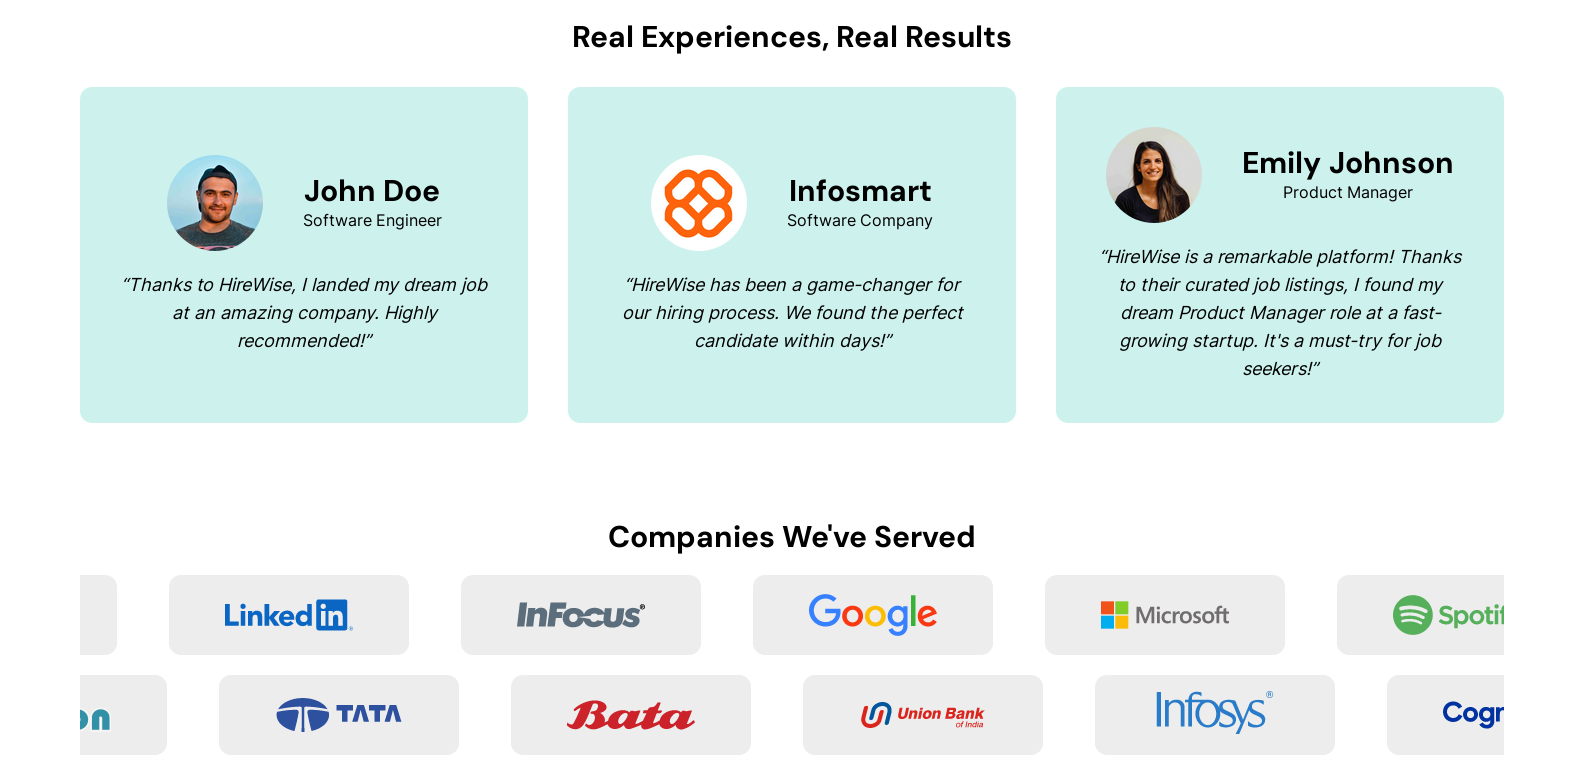 Real Experiences, Real Results
John Doe
Software Engineer
“Thanks to HireWise, I landed my dream job
at an amazing company. Highly
recommended!”
Infosmart
Software Company
“HireWise has been a game-changer for
our hiring process. We found the perfect
candidate within days!”
Emily Johnson
Product Manager
“HireWise is a remarkable platform! Thanks
to their curated job listings, I found my
dream Product Manager role at a fast-
growing startup. It's a must-try for job
seekers!”
Companies We've Served
LinkedIn®
InFocus®
Google
Microsoft
Spotif
on
TATA
Bata
Union Bank
of India
Infosys®
Cogn